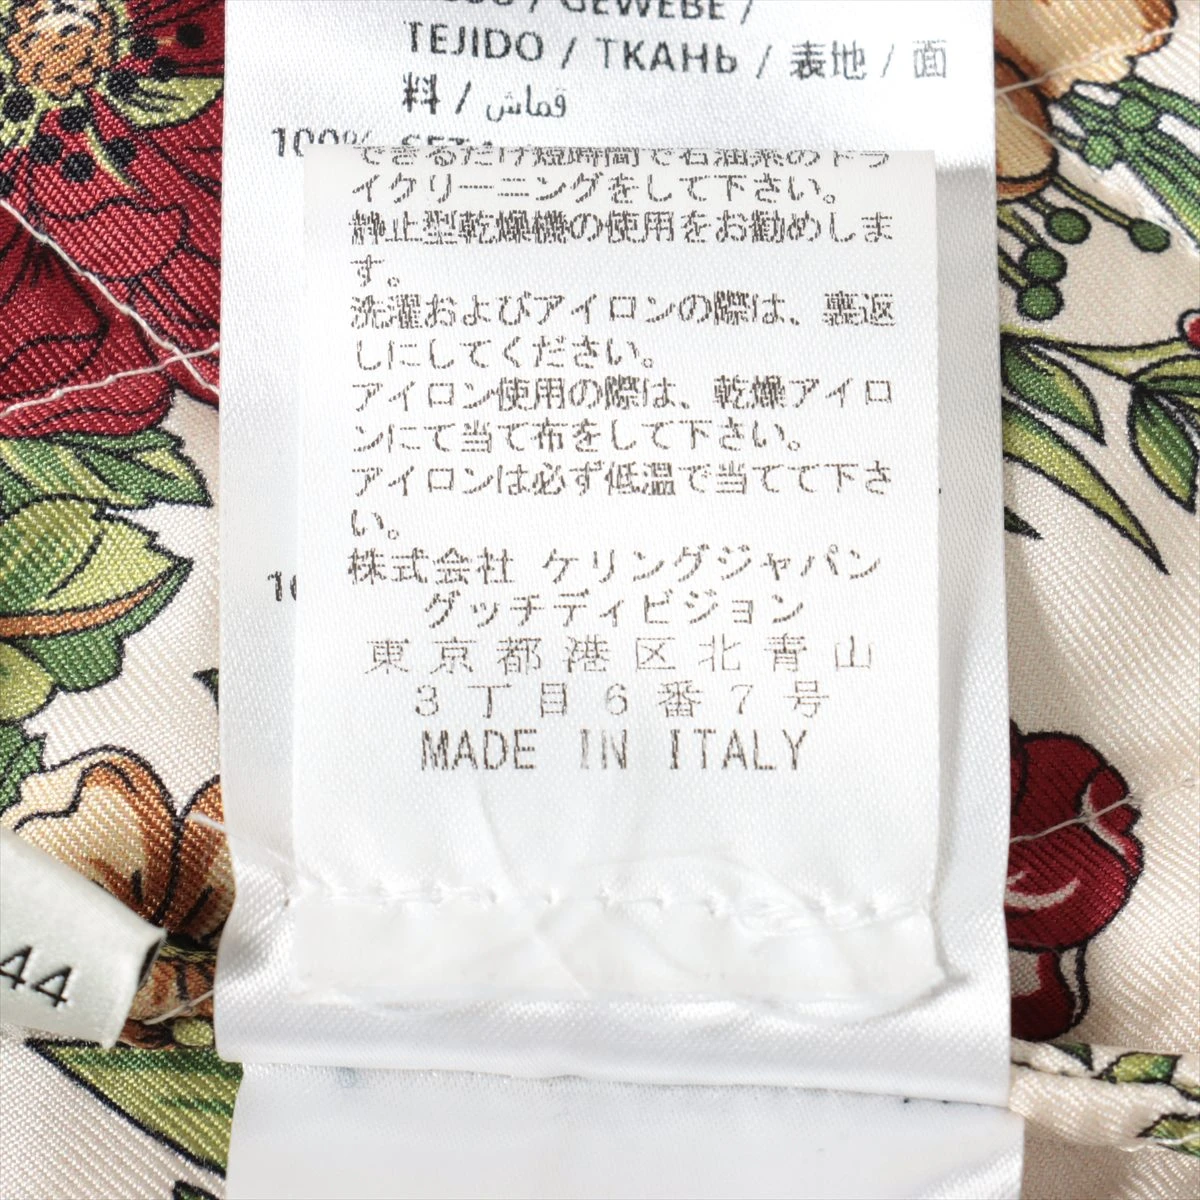 / GEWEBE /
TEJIDO / ТКАНЬ / 表地 / 面
料 / قماش
100% SETA
できるだけ短時間で石油系のドラ
イクリーニングをして下さい。
静止型乾燥機の使用をお勧めしま
す。
洗濯およびアイロンの際は、裏返
しにしてください。
アイロン使用の際は、乾燥アイロ
ンにて当て布をして下さい。
アイロンは必ず低温で当てて下さ
い。
株式会社 ケリングジャパン
グッチディビジョン
東京都港区北青山
3丁目6番7号
MADE IN ITALY
44